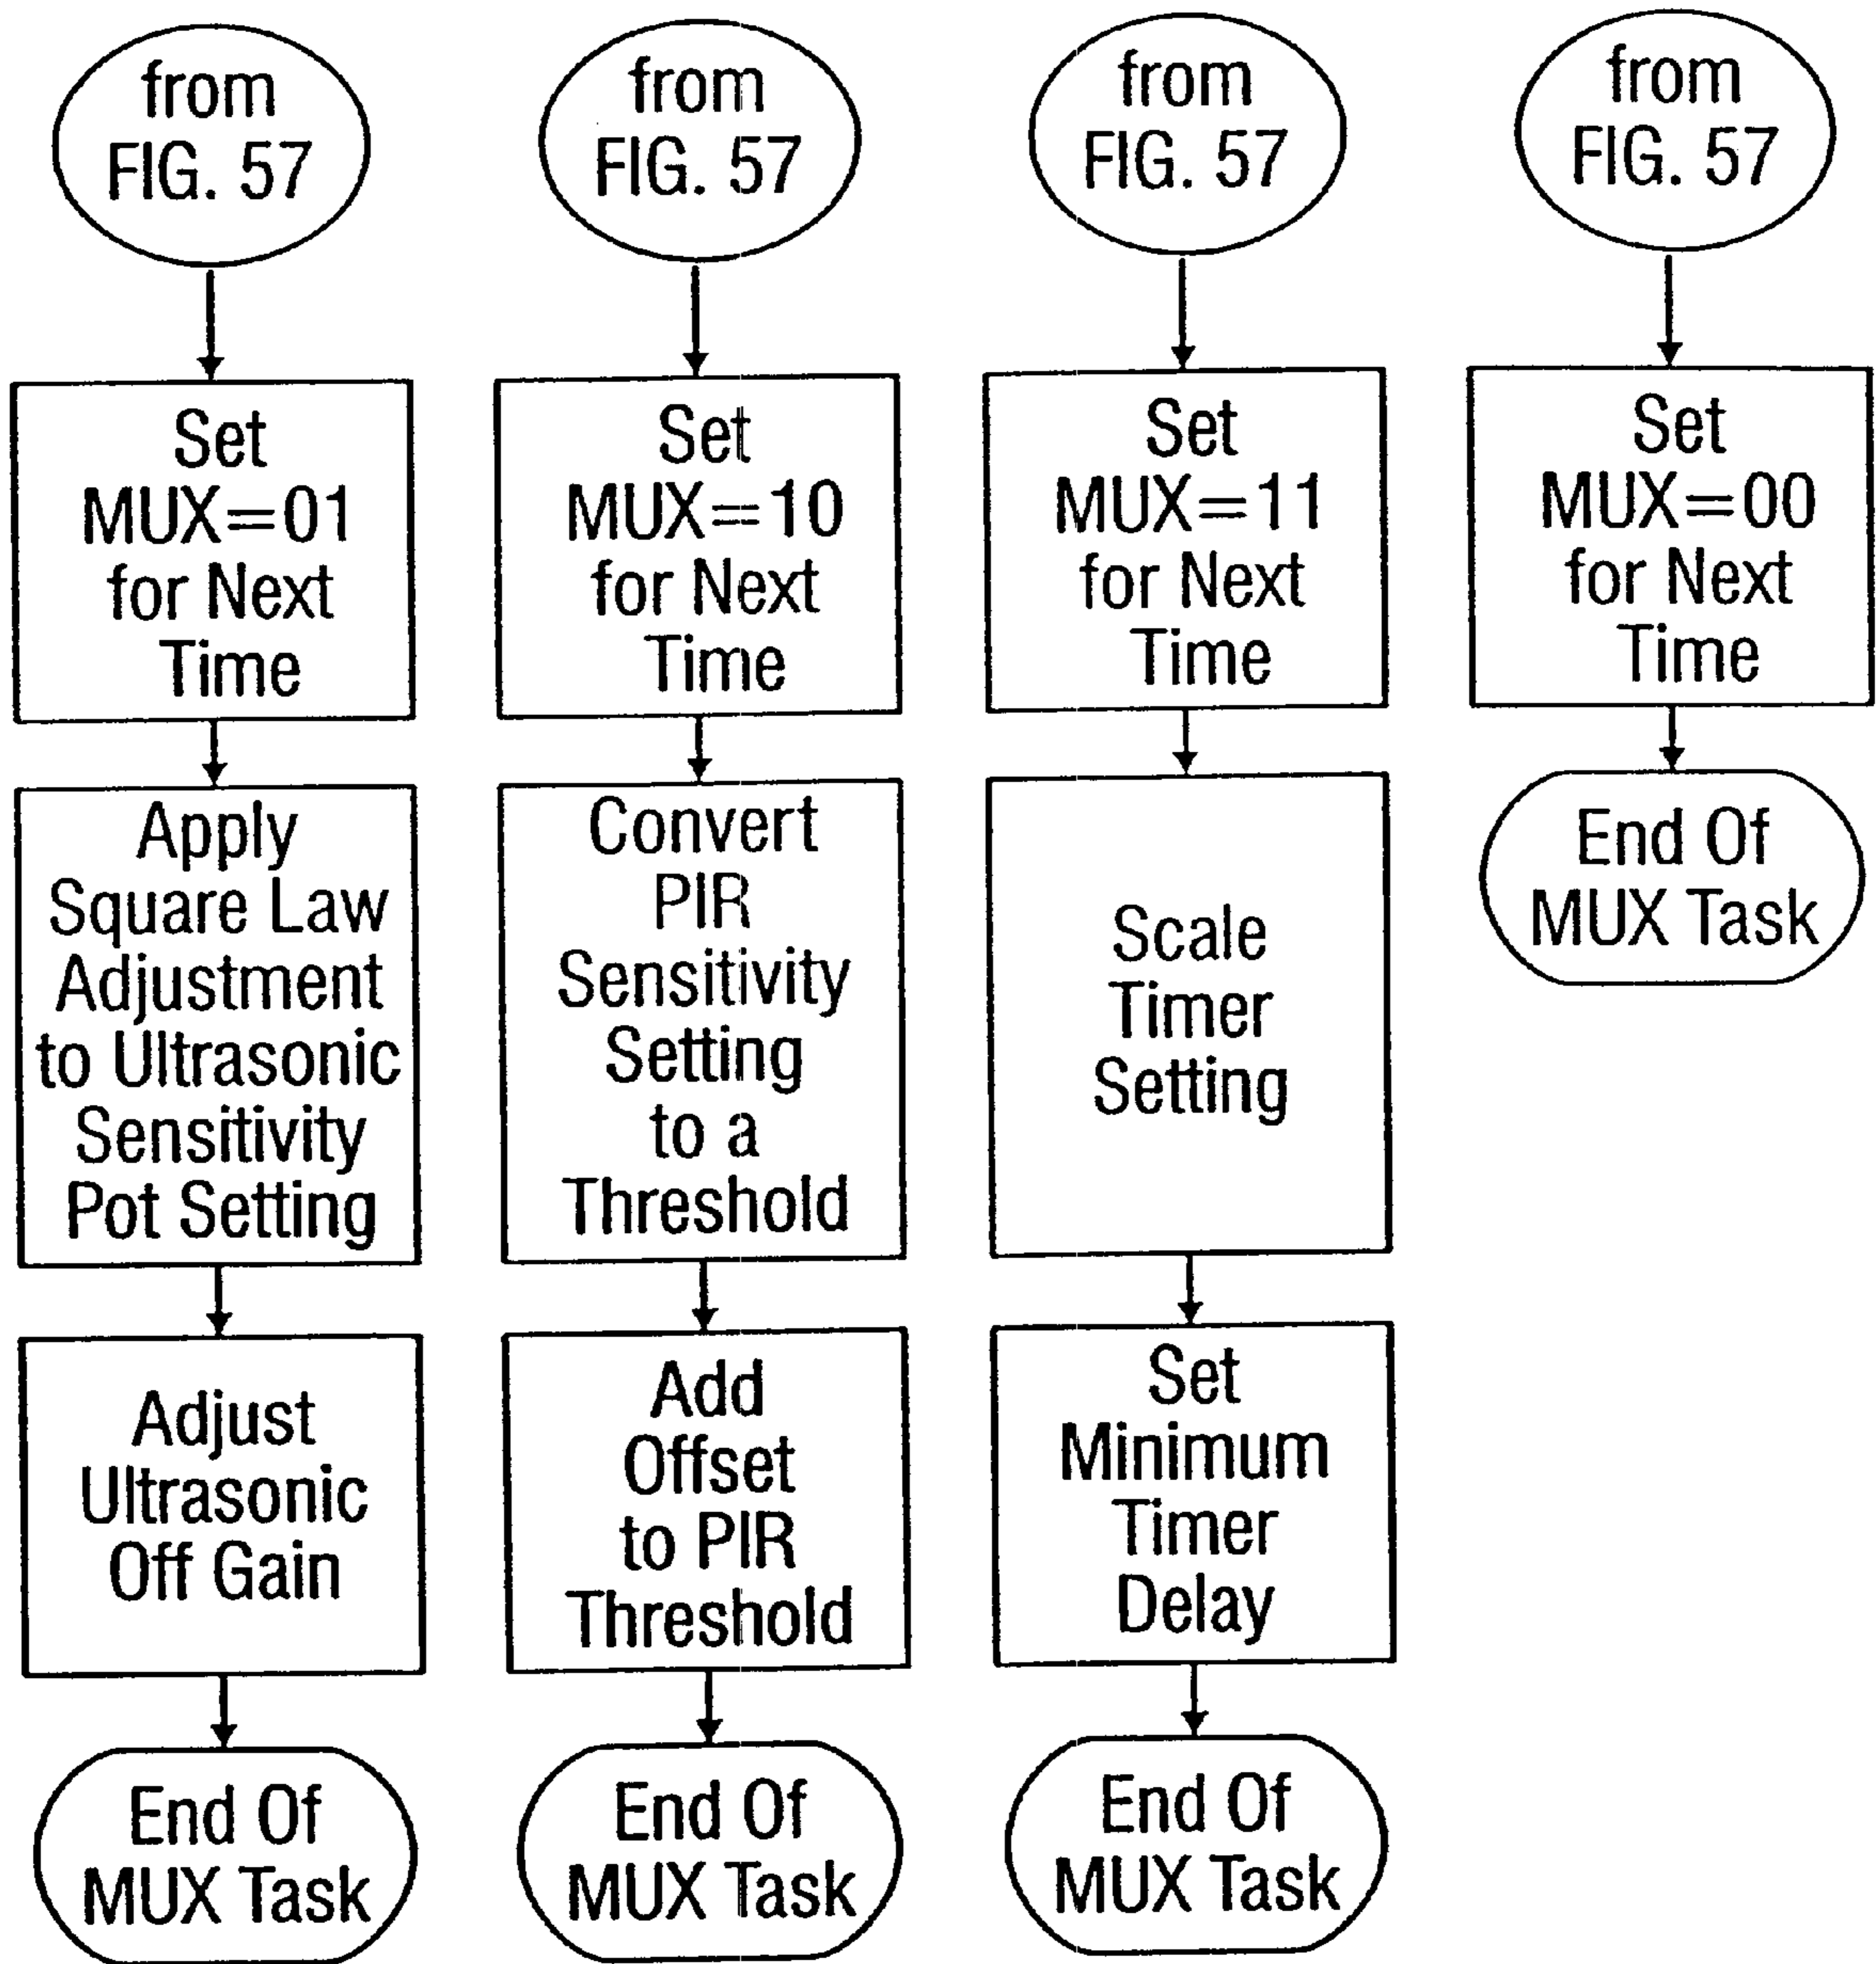 from
FIG. 57
Set
MUX=01
for Next
Time
Apply
Square Law
Adjustment
to Ultrasonic
Sensitivity
Pot Setting
Adjust
Ultrasonic
Off Gain
End Of
MUX Task
from
FIG. 57
Set
MUX=10
for Next
Time
Convert
PIR
Sensitivity
Setting
to a
Threshold
Add
Offset
to PIR
Threshold
End Of
MUX Task
from
FIG. 57
Set
MUX=11
for Next
Time
Scale
Timer
Setting
Set
Minimum
Timer
Delay
End Of
MUX Task
from
FIG. 57
Set
MUX=00
for Next
Time
End Of
MUX Task